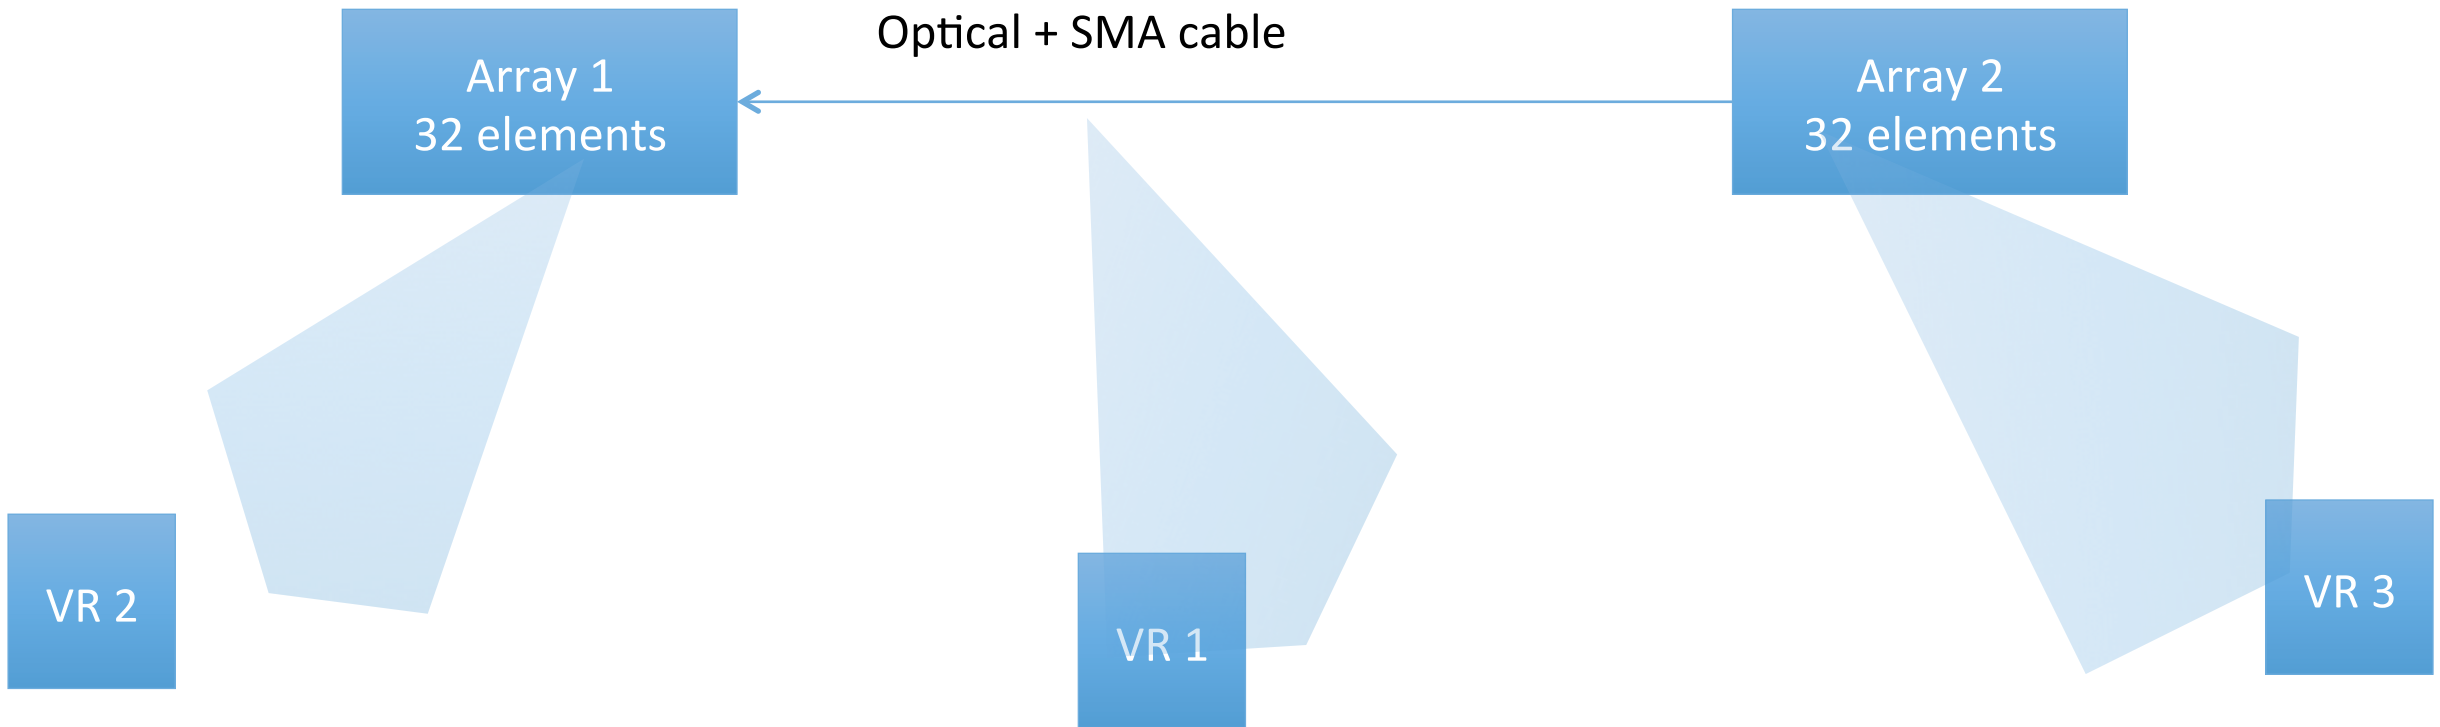 Optical + SMA cable
Array 1
32 elements
Array 2
32 elements
VR 2
VR 1
VR 3